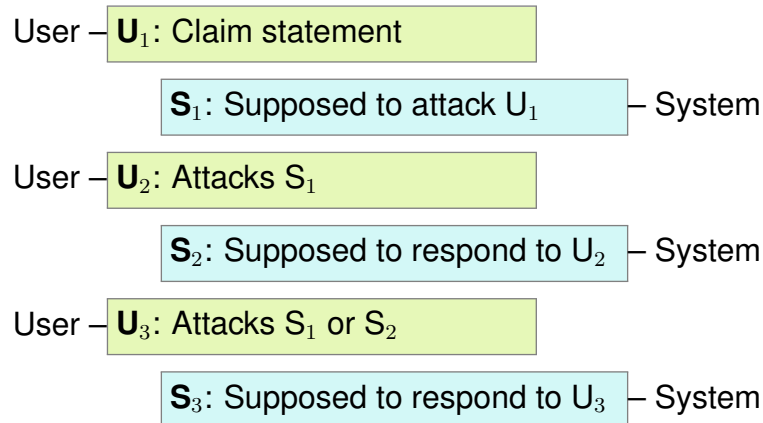 User – U₁: Claim statement
S₁: Supposed to attack U₁ – System
User – U₂: Attacks S₁
S₂: Supposed to respond to U₂ – System
User – U₃: Attacks S₁ or S₂
S₃: Supposed to respond to U₃ – System